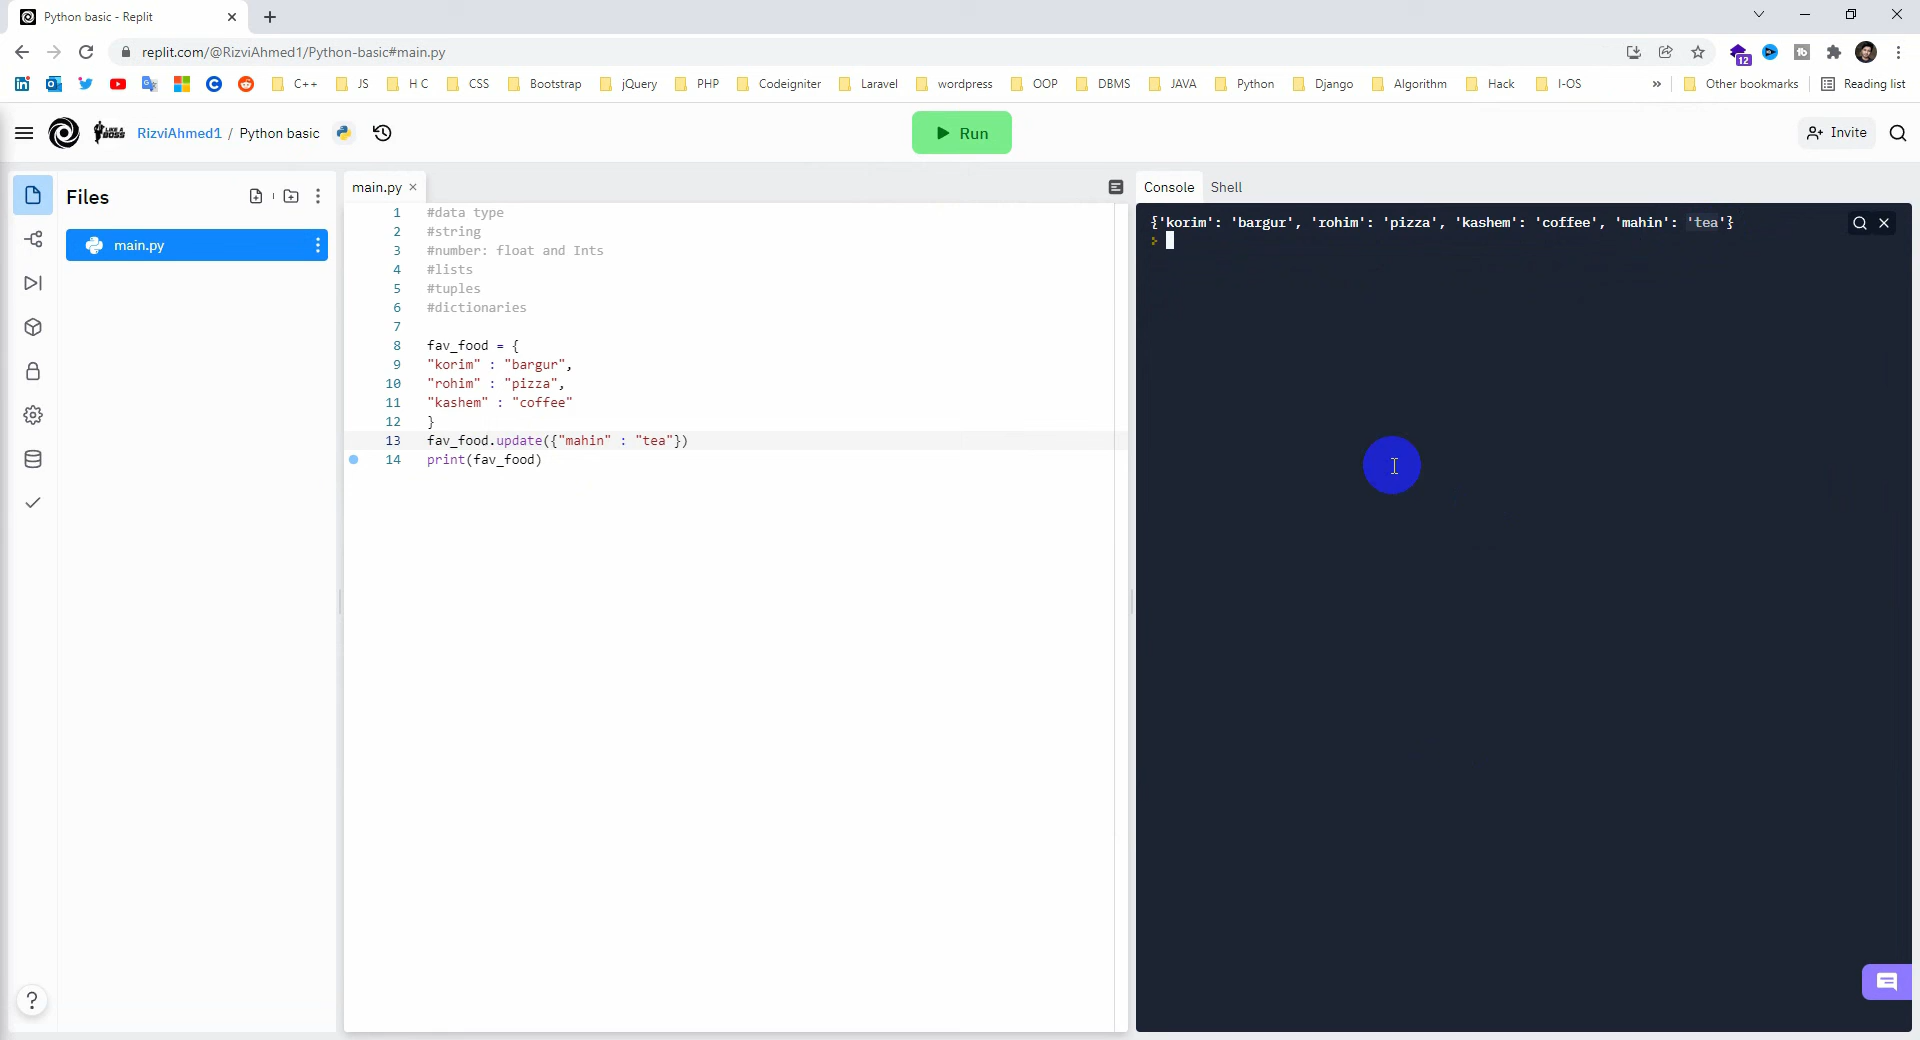 Python basic - Replit
replit.com/@RizviAhmed1/Python-basic#main.py
12
C++ JS H C CSS Bootstrap jQuery PHP Codeigniter Laravel wordpress OOP DBMS JAVA Python Django Algorithm Hack I-OS » Other bookmarks Reading list
LIKE A BOSS RizviAhmed1 / Python basic Run Invite
Files
main.py
main.py
1 #data type
2 #string
3 #number: float and Ints
4 #lists
5 #tuples
6 #dictionaries
7
8 fav_food = {
9 "korim" : "bargur",
10 "rohim" : "pizza",
11 "kashem" : "coffee"
12 }
13 fav_food.update({"mahin" : "tea"})
14 print(fav_food)
Console Shell
{'korim': 'bargur', 'rohim': 'pizza', 'kashem': 'coffee', 'mahin': 'tea'}
?